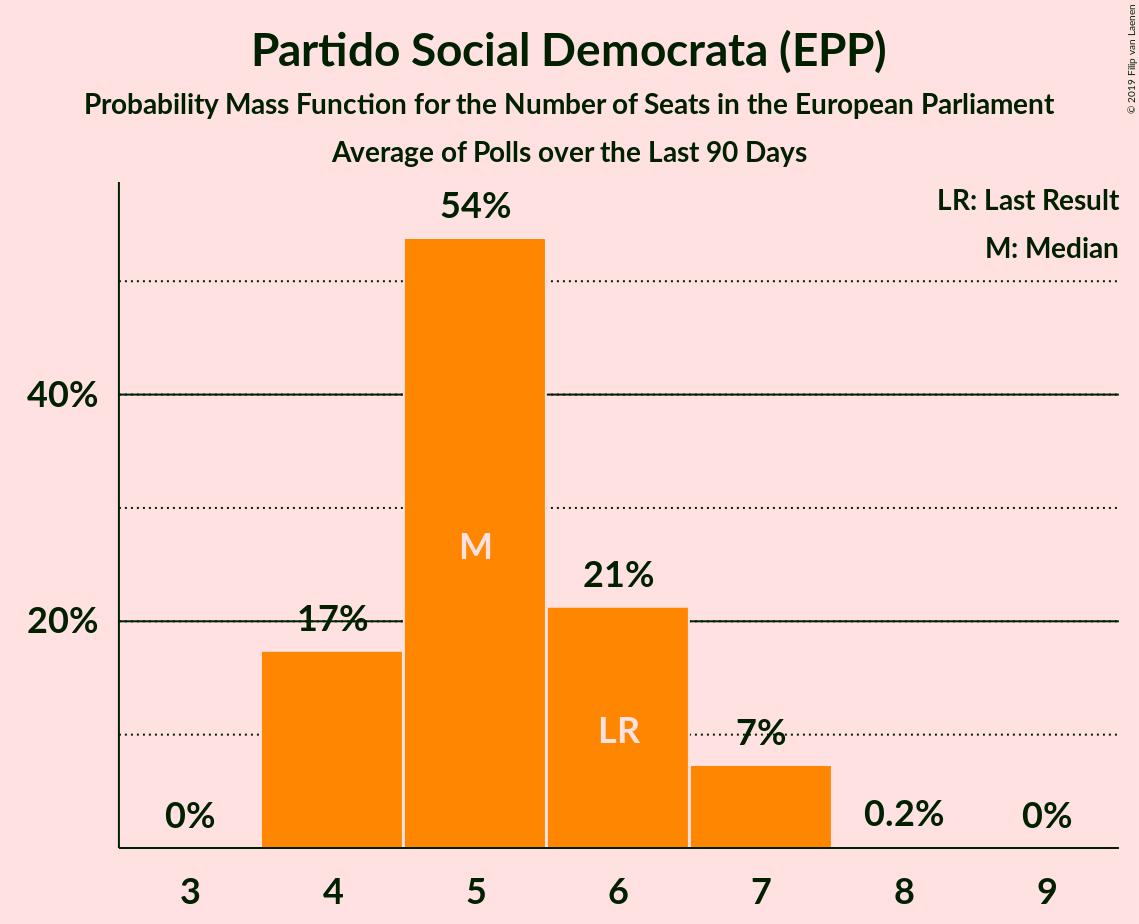 Partido Social Democrata (EPP)
Probability Mass Function for the Number of Seats in the European Parliament
Average of Polls over the Last 90 Days
© 2019 Filip van Laenen
LR: Last Result
M: Median
54%
40%
M
21%
20%
17%
LR
7%
0%
0.2%
0%
3 4 5 6 7 8 9